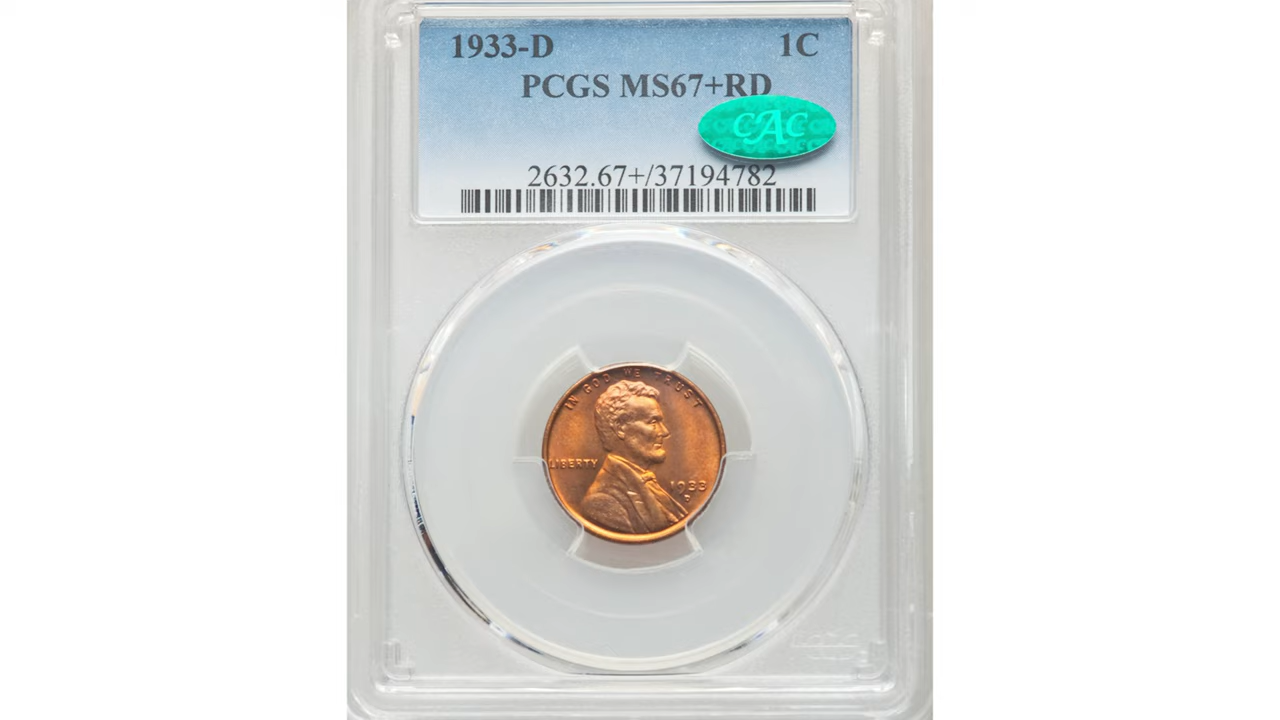 1933-D 1C
PCGS MS67+RD
CAC
2632.67+/37194782
IN GOD WE TRUST
LIBERTY
1933
D